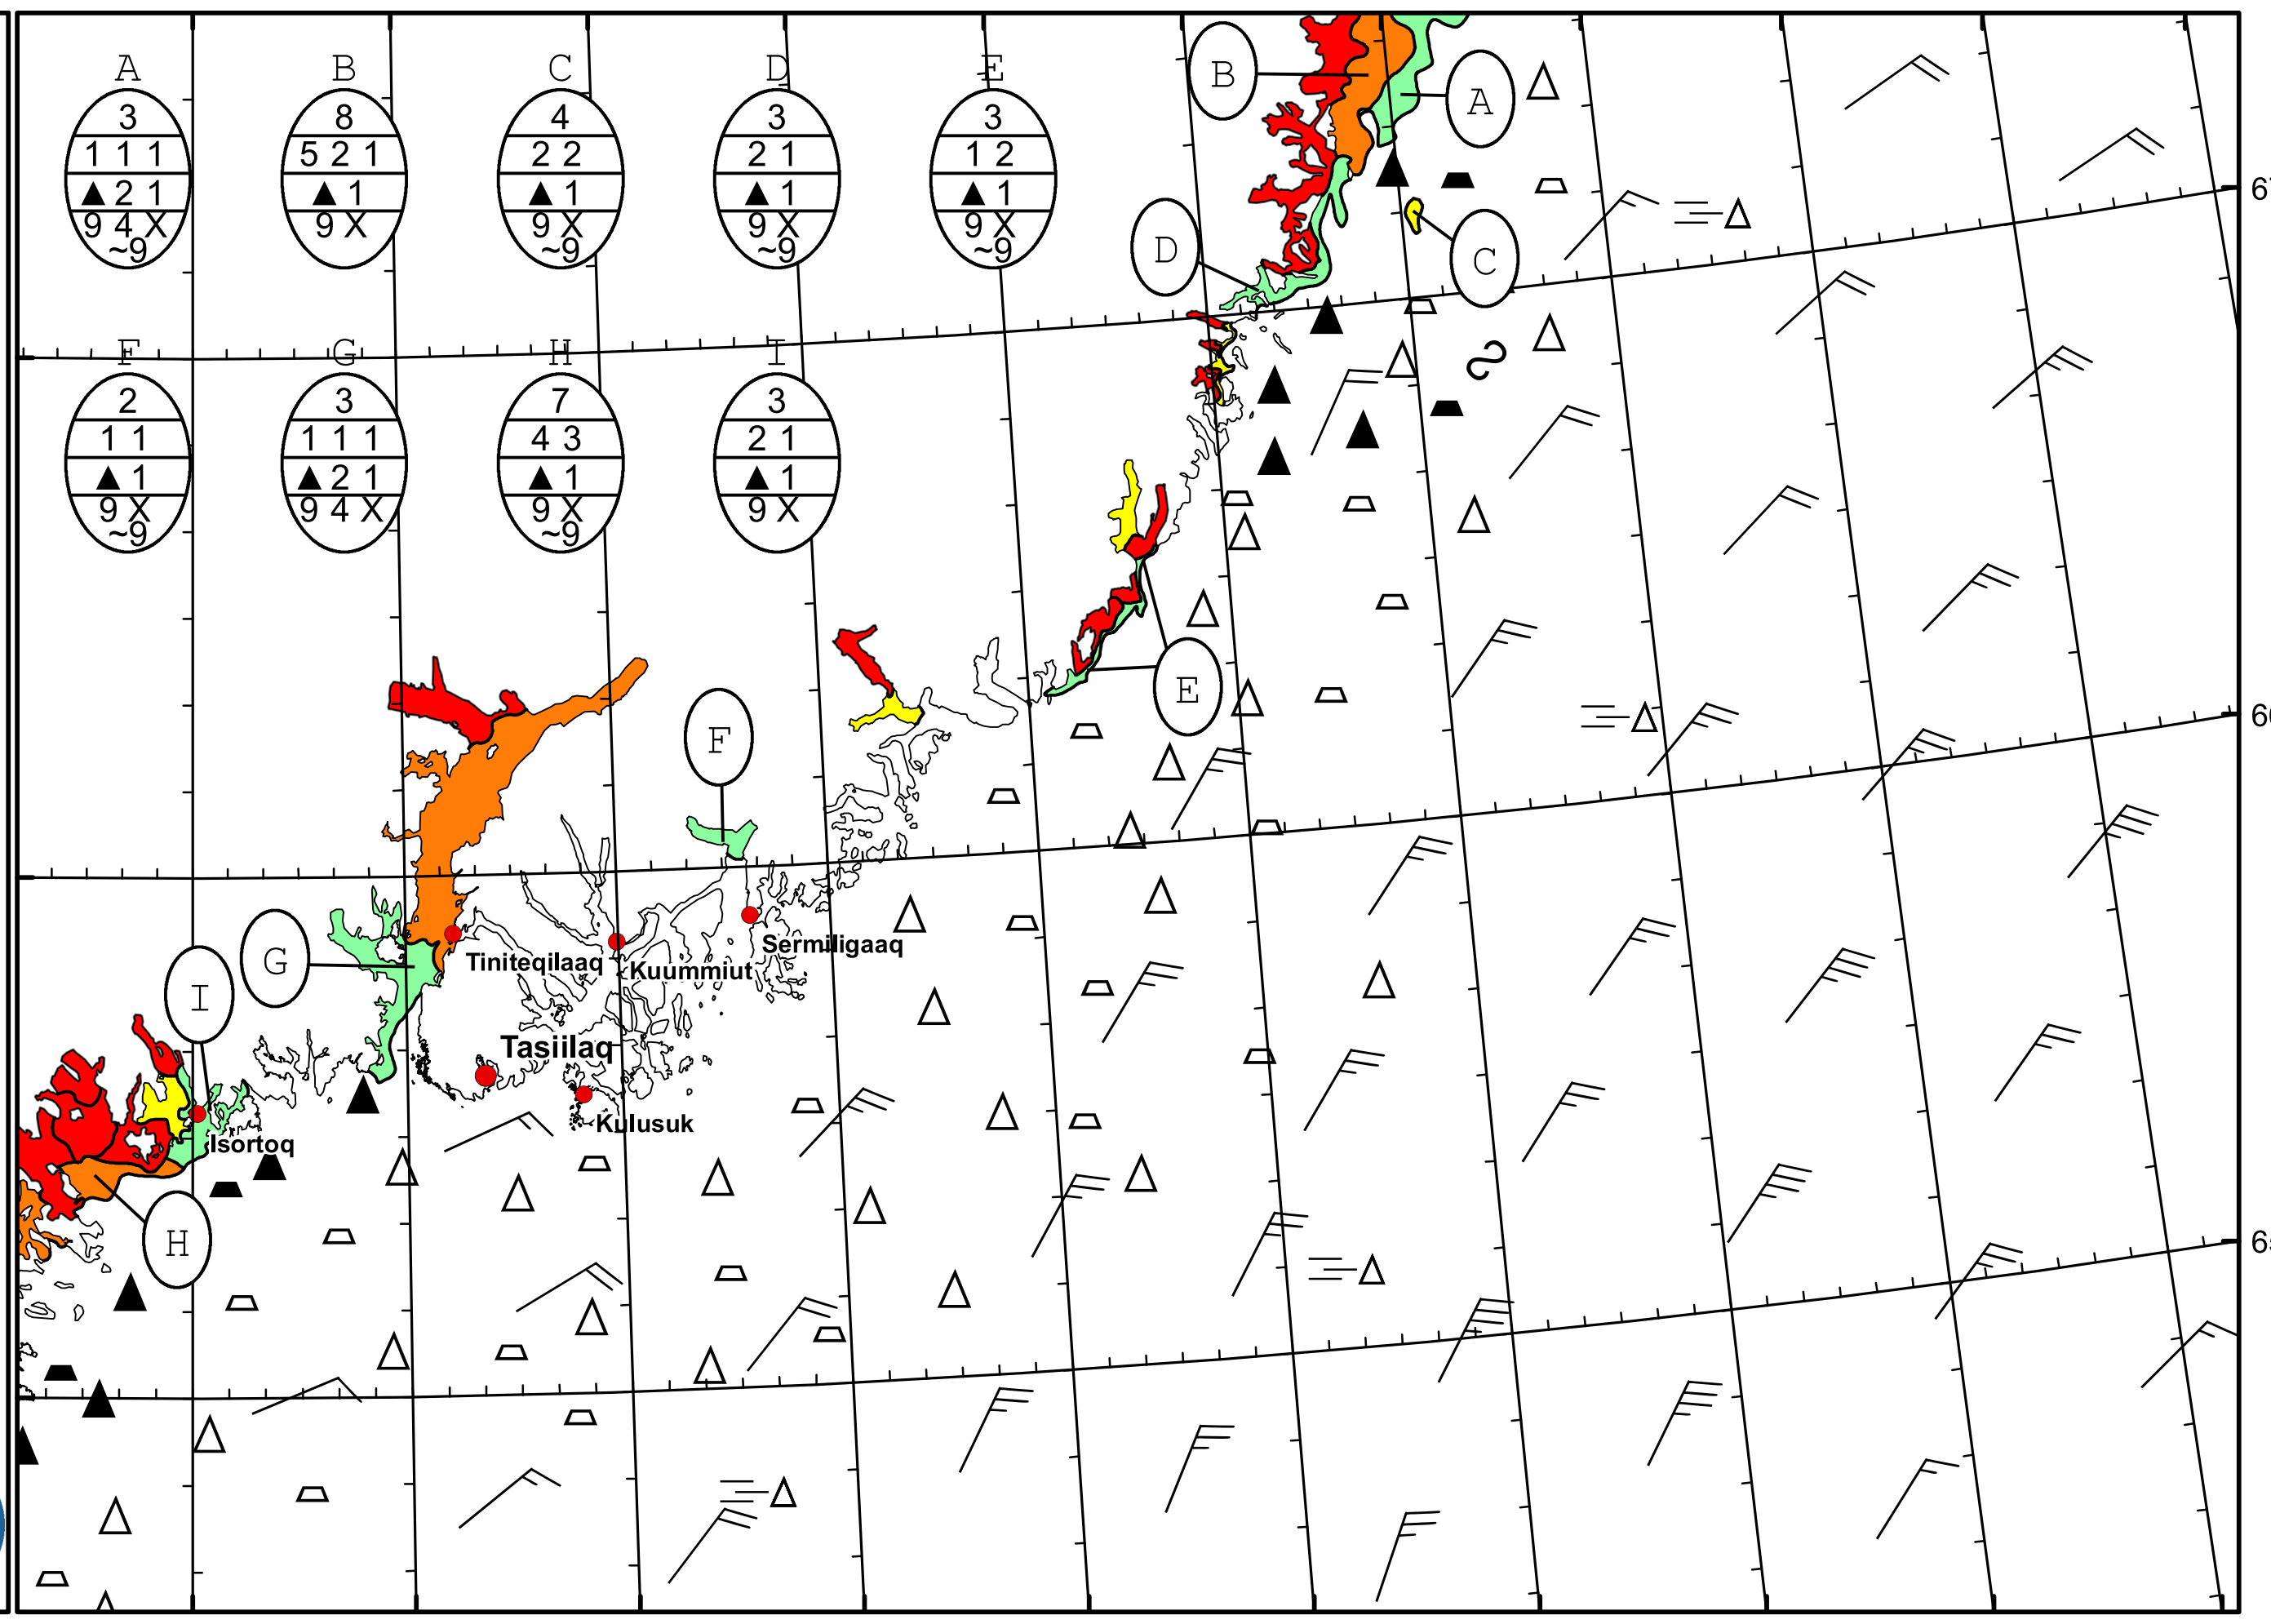 A B C D E
3 8 4 3 3
1 1 1 5 2 1 2 2 2 1 1 2
▲ 2 1 ▲ 1 ▲ 1 ▲ 1 ▲ 1
9 4 X 9 X 9 X 9 X 9 X
~9 ~9 ~9 ~9
B
A
D
C
F G H I
2 3 7 3
1 1 1 1 1 4 3 2 1
▲ 1 ▲ 2 1 ▲ 1 ▲ 1
9 X 9 4 X 9 X 9 X
~9 ~9
E
F
Sermiligaaq
Tiniteqilaaq
Kuummiut
G
I
Tasiilaq
Kulusuk
Isortoq
H